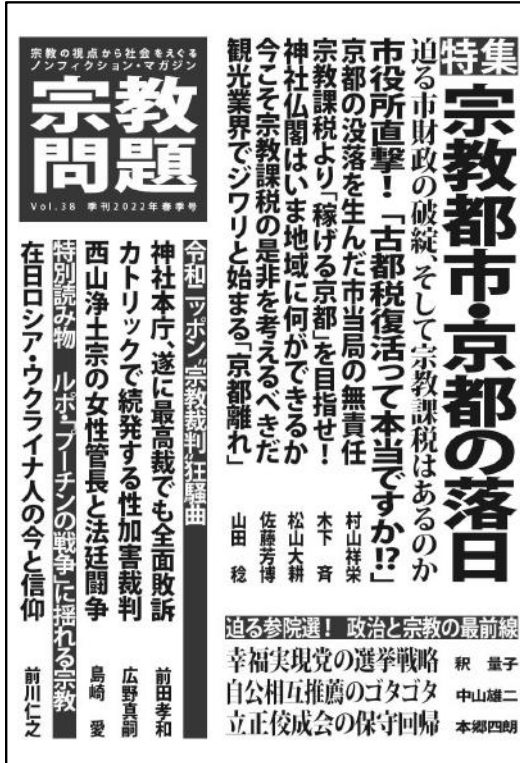 特集
宗教都市・京都の落日
迫る市財政の破綻、そして宗教課税はあるのか
市役所直撃！「古都税復活って本当ですか!?」
京都の没落を生んだ市当局の無責任 村山祥栄
宗教課税より「稼げる京都」を目指せ！ 木下 斉
神社仏閣はいま地域に何ができるか 松山大耕
今こそ宗教課税の是非を考えるべきだ 佐藤芳博
観光業界でジワリと始まる「京都離れ」 山田 稔
宗教の視点から社会をえぐる
ノンフィクション・マガジン
宗教
問題
Vol.38 季刊2022年春季号
令和ニッポン“宗教裁判”狂騒曲
神社本庁、遂に最高裁でも全面敗訴 前田孝和
カトリックで続発する性加害裁判 広野真嗣
西山浄土宗の女性管長と法廷闘争 島崎 愛
特別読み物 ルポ・「プーチンの戦争」に揺れる宗教
在日ロシア・ウクライナ人の今と信仰 前川仁之
迫る参院選！ 政治と宗教の最前線
幸福実現党の選挙戦略 釈 量子
自公相互推薦のゴタゴタ 中山雄二
立正佼成会の保守回帰 本郷四朗